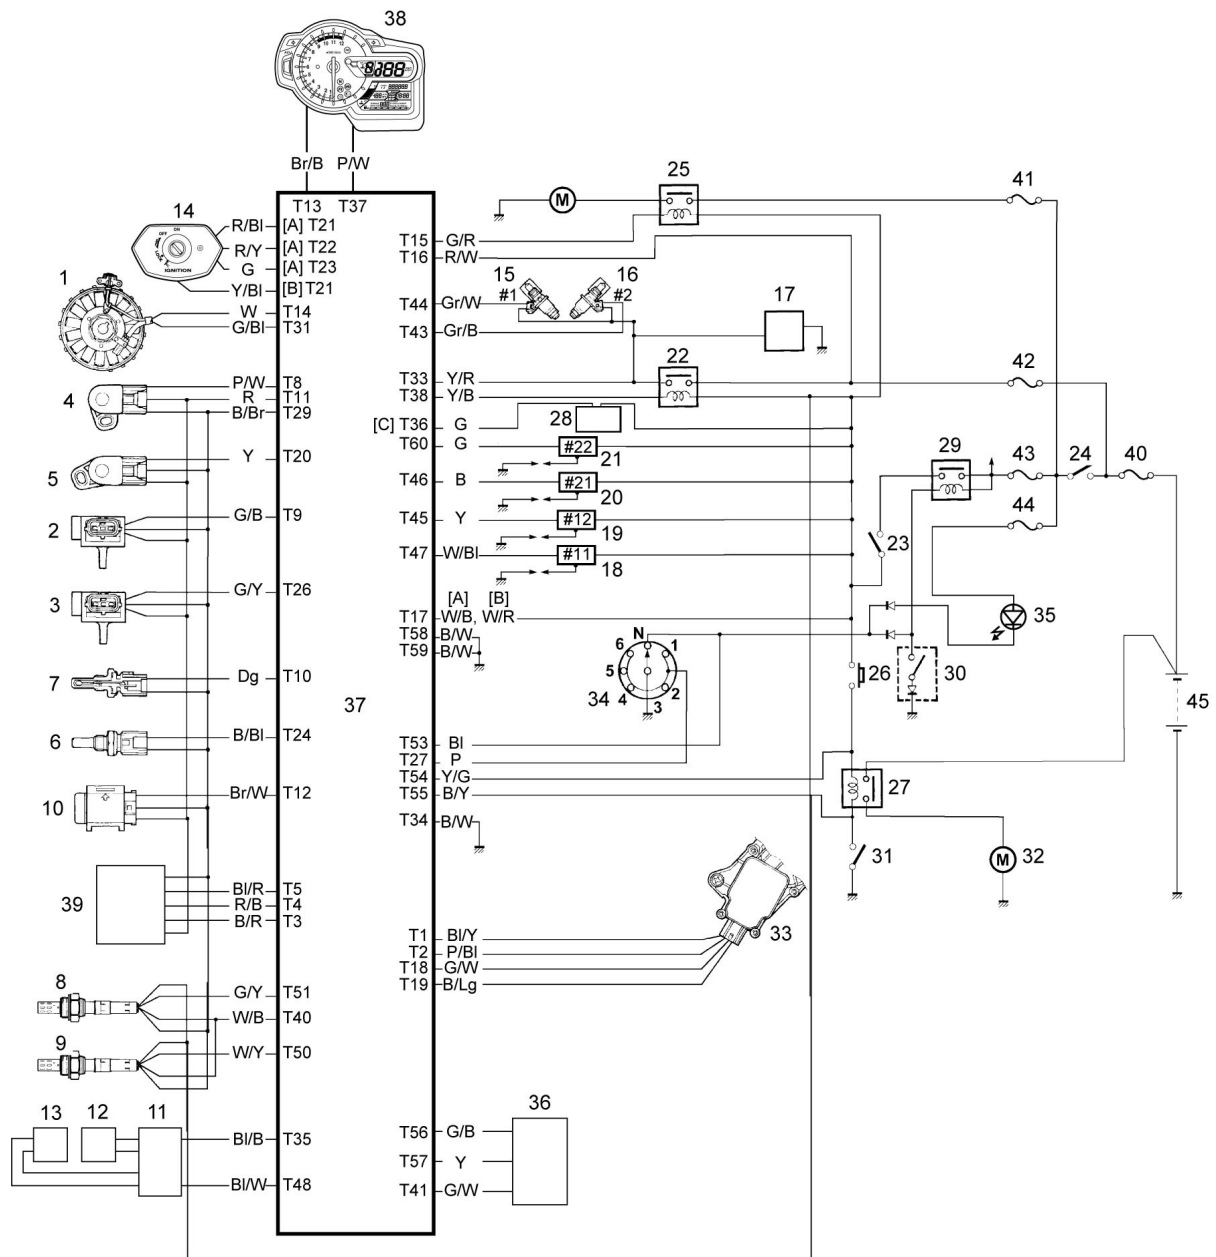 38
Br/B P/W
T13 T37
14
OFF
ON
LOCK
IGNITION
R/Bl [A] T21
R/Y [A] T22
G [A] T23
Y/Bl [B] T21
1
W T14
G/Bl T31
4
P/W T8
R T11
B/Br T29
5
Y T20
2
G/B T9
3
G/Y T26
7
Dg T10
6
B/Bl T24
10
Br/W T12
39
Bl/R T5
R/B T4
B/R T3
8
G/Y T51
W/B T40
9
W/Y T50
13 12 11
Bl/B T35
Bl/W T48
37
T15 G/R
T16 R/W
T44 Gr/W
T43 Gr/B
T33 Y/R
T38 Y/B
[C] T36 G
T60 G
T46 B
T45 Y
T47 W/Bl
[A] [B]
T17 W/B, W/R
T58 B/W
T59 B/W
T53 Bl
T27 P
T54 Y/G
T55 B/Y
T34 B/W
T1 Bl/Y
T2 P/Bl
T18 G/W
T19 B/Lg
T56 G/B
T57 Y
T41 G/W
M
25
41
15
#1
16
#2
17
22
42
28
#22
21
#21
20
#12
19
#11
18
29
43
24
40
44
23
35
N
1
2
3
4
5
6
34
26
30
45
27
31
M
32
33
36